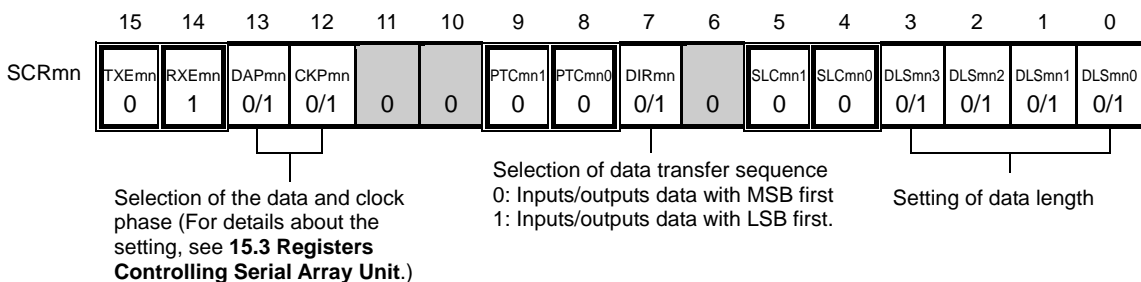 15 14 13 12 11 10 9 8 7 6 5 4 3 2 1 0
SCRmn TXEmn RXEmn DAPmn CKPmn PTCmn1 PTCmn0 DIRmn SLCmn1 SLCmn0 DLSmn3 DLSmn2 DLSmn1 DLSmn0
0 1 0/1 0/1 0 0 0 0 0/1 0 0 0 0/1 0/1 0/1 0/1
Selection of the data and clock
phase (For details about the
setting, see 15.3 Registers
Controlling Serial Array Unit.)
Selection of data transfer sequence
0: Inputs/outputs data with MSB first
1: Inputs/outputs data with LSB first.
Setting of data length